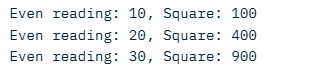 Even reading: 10, Square: 100
Even reading: 20, Square: 400
Even reading: 30, Square: 900